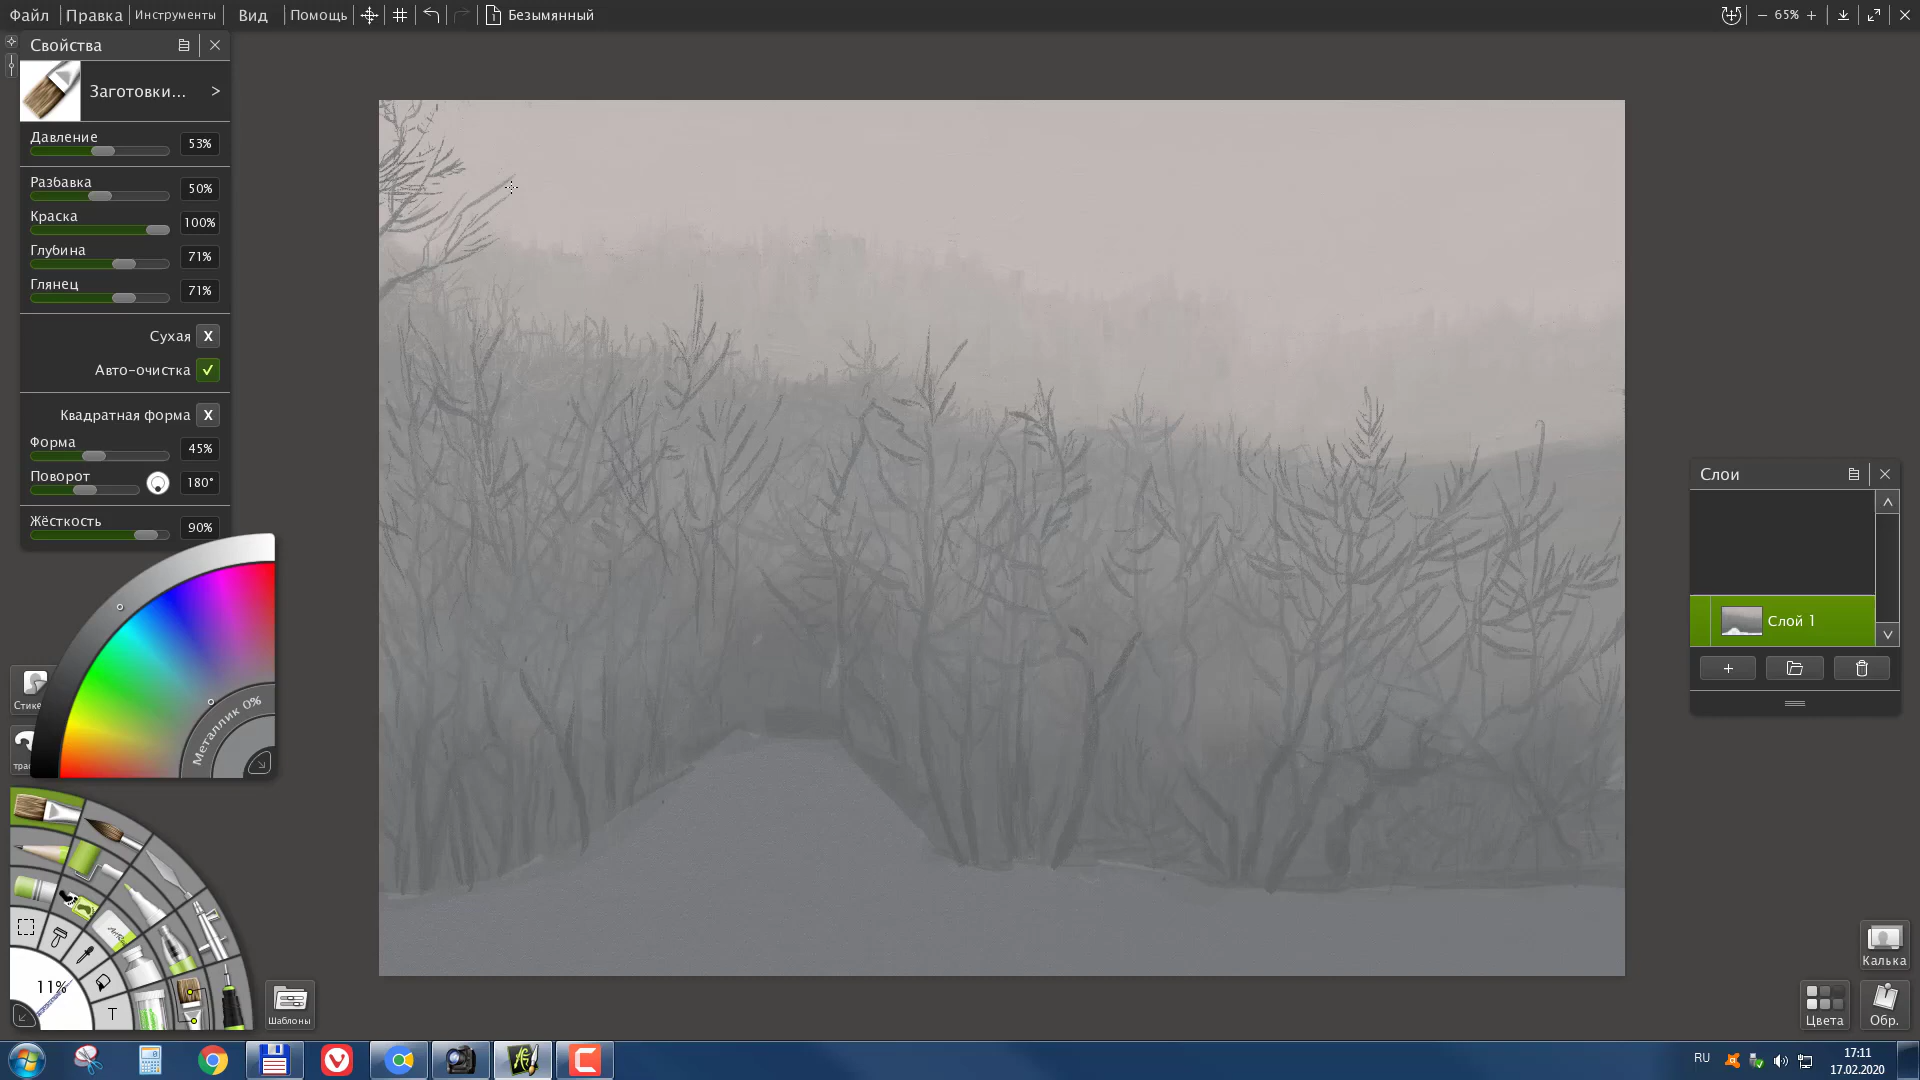 Файл Правка Инструменты Вид Помощь 1 Безымянный 65%
Свойства
Заготовки... >
Давление 53%
Разбавка 50%
Краска 100%
Глубина 71%
Глянец 71%
Сухая X
Авто-очистка
Квадратная форма X
Форма 45%
Поворот 180°
Жёсткость 90%
Металлик 0%
11%
T
Шаблоны
Слои
Слой 1
Калька
Цвета
Обр.
RU
17:11
17.02.2020